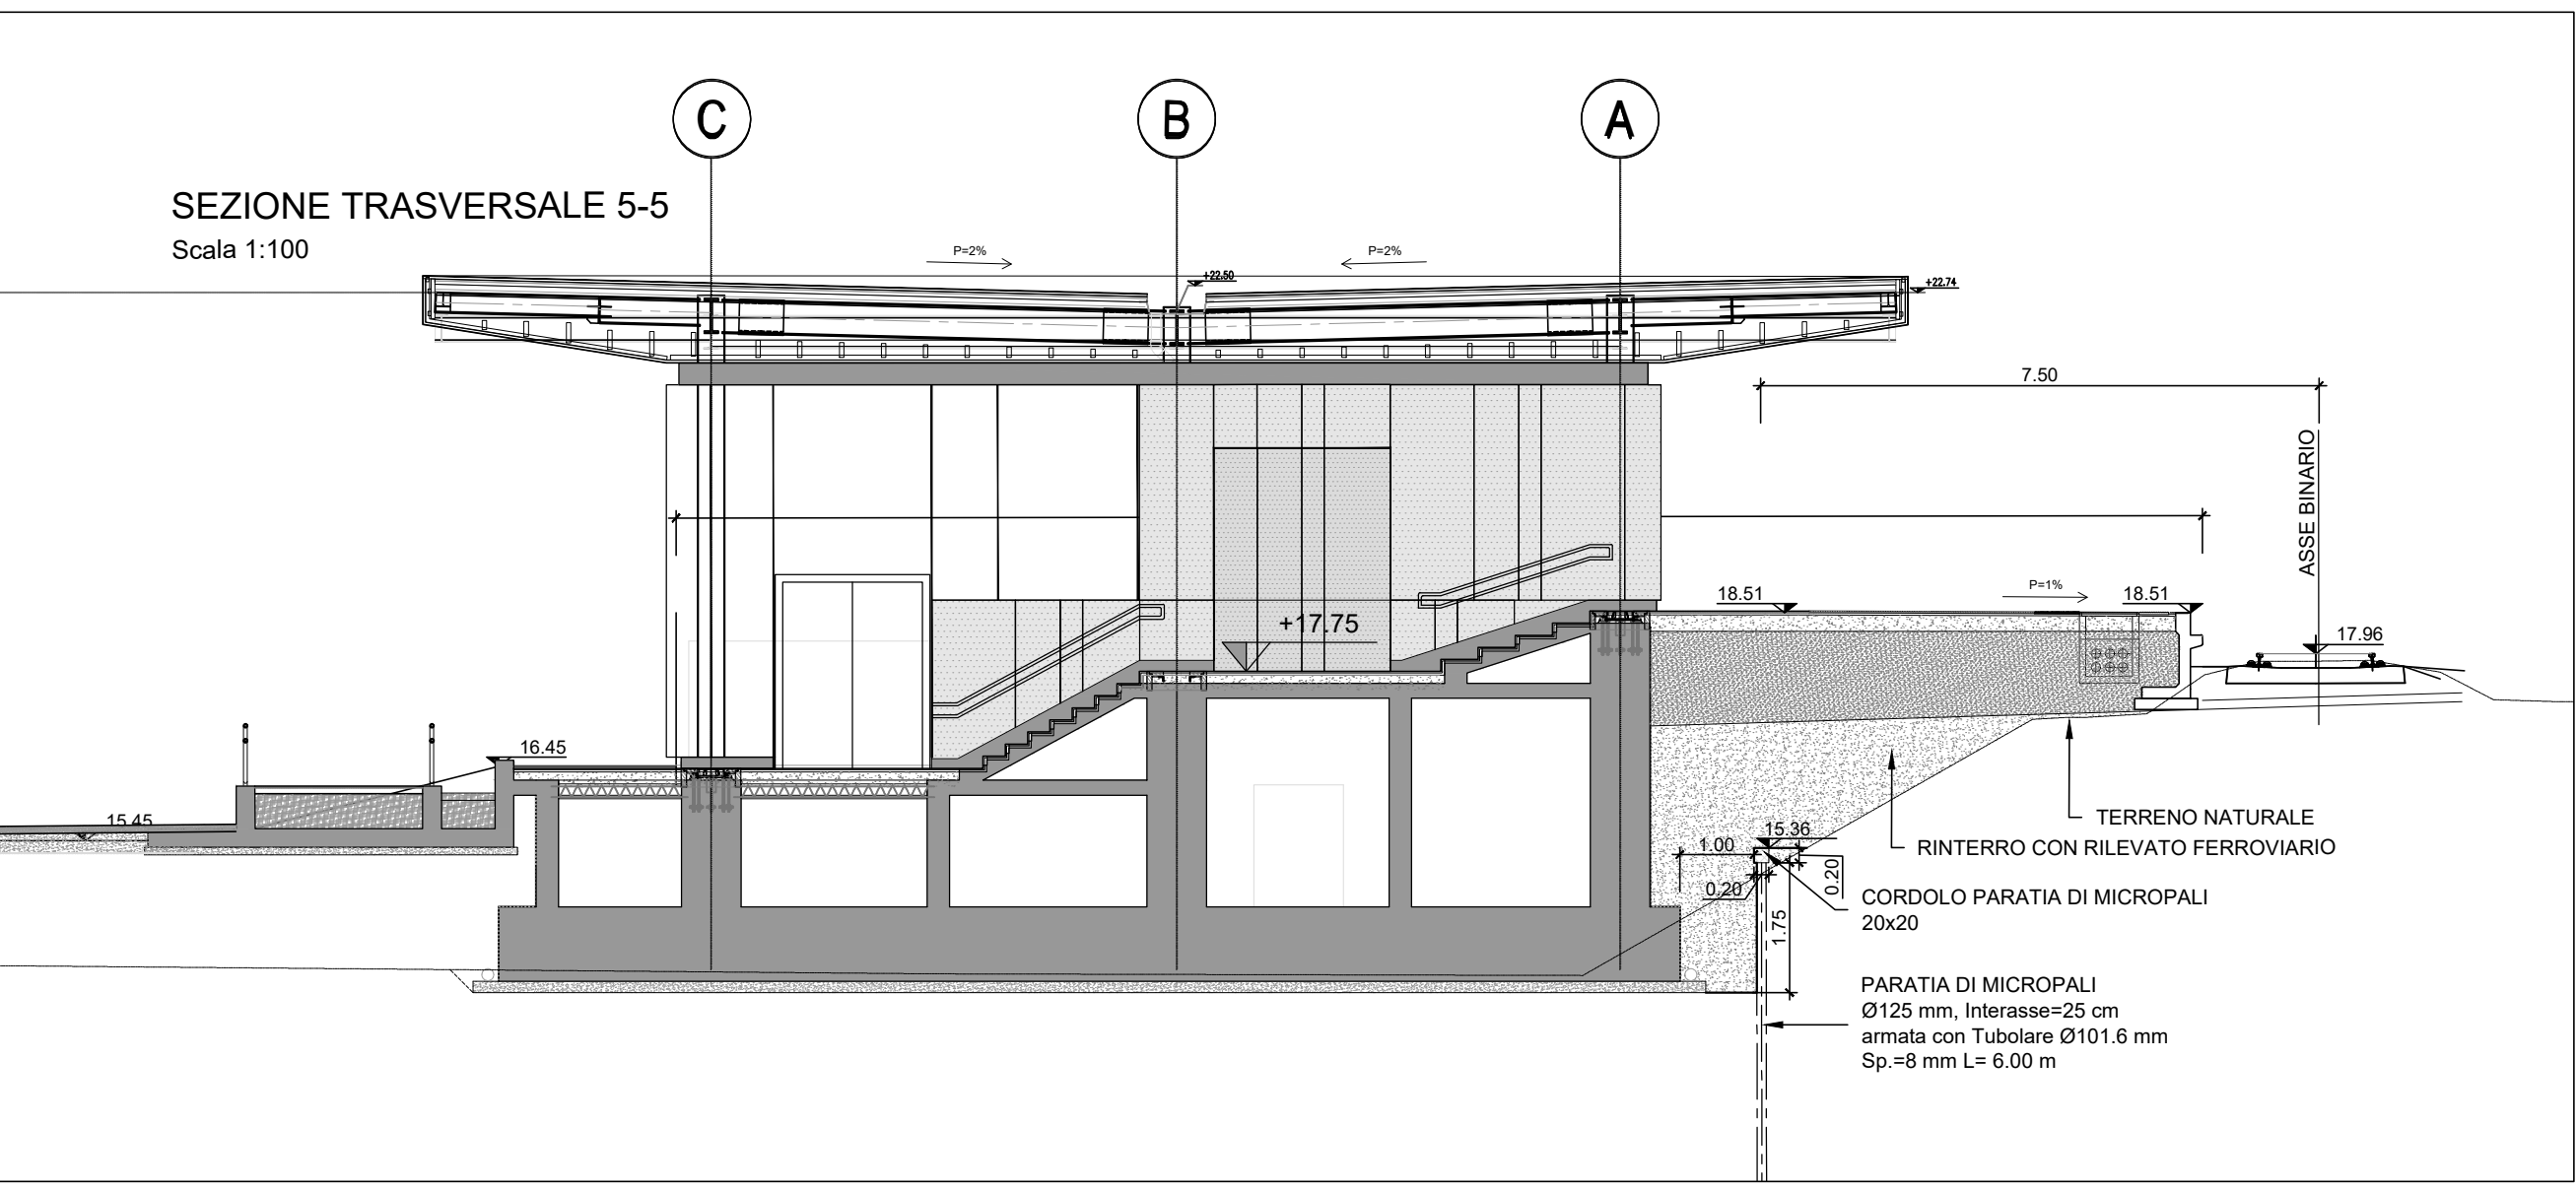 C
B
A
SEZIONE TRASVERSALE 5-5
Scala 1:100
P=2%
P=2%
+22.50
+22.74
7.50
ASSE BINARIO
P=1%
18.51
18.51
+17.75
17.96
16.45
15.45
TERRENO NATURALE
15.36
1.00
RINTERRO CON RILEVATO FERROVIARIO
0.20
0.20
CORDOLO PARATIA DI MICROPALI
20x20
1.75
PARATIA DI MICROPALI
Ø125 mm, Interasse=25 cm
armata con Tubolare Ø101.6 mm
Sp.=8 mm L= 6.00 m